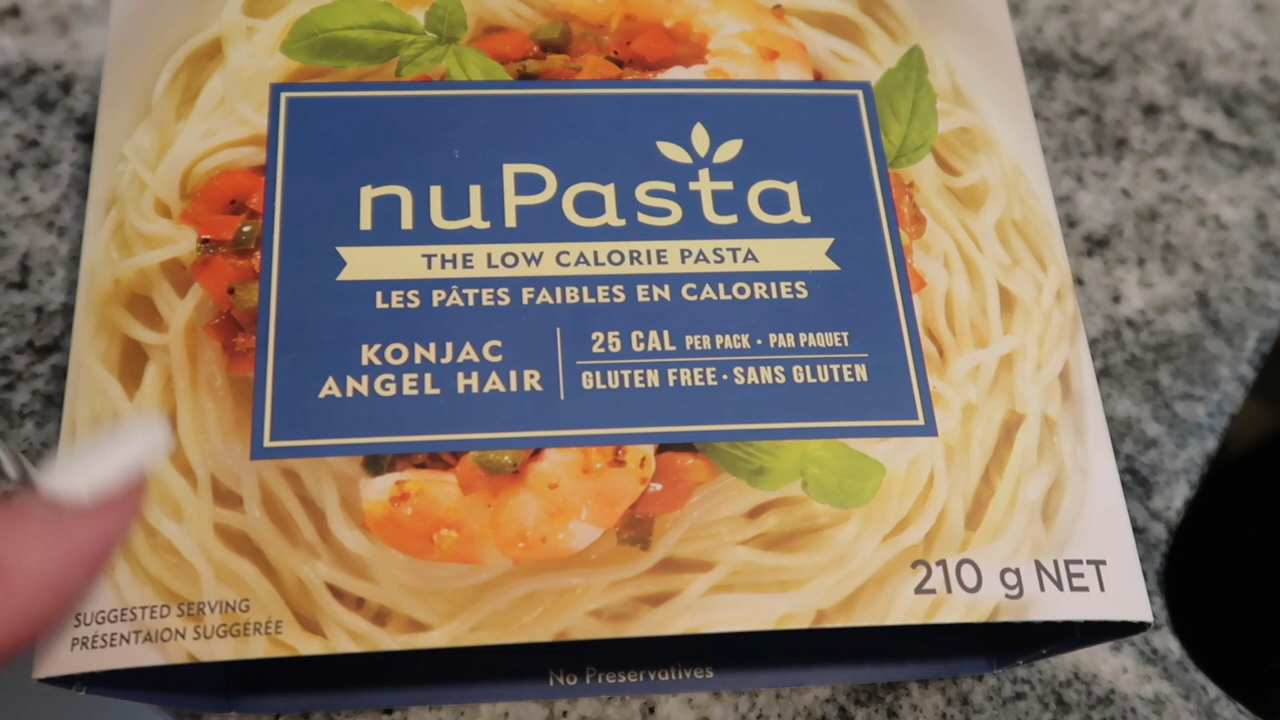 nuPasta
THE LOW CALORIE PASTA
LES PÂTES FAIBLES EN CALORIES
KONJAC
ANGEL HAIR
25 CAL PER PACK • PAR PAQUET
GLUTEN FREE • SANS GLUTEN
210 g NET
SUGGESTED SERVING
PRÉSENTAION SUGGÉRÉE
No Preservatives